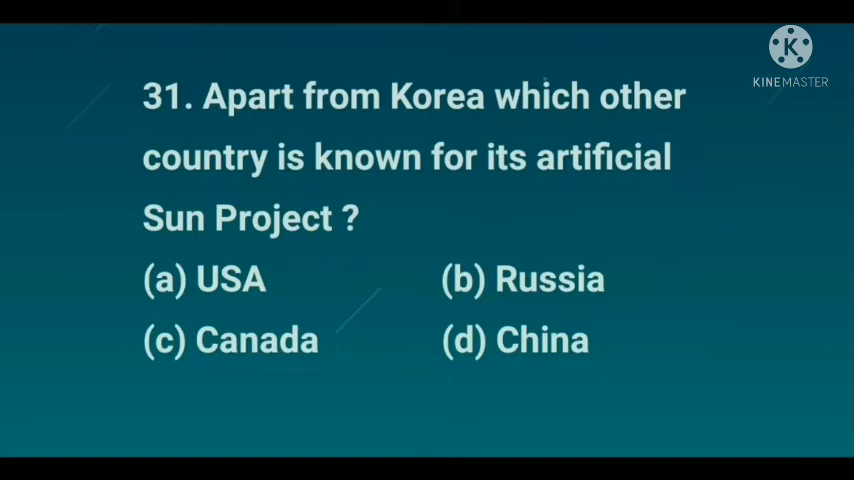 K
KINEMASTER
31. Apart from Korea which other
country is known for its artificial
Sun Project ?
(a) USA (b) Russia
(c) Canada (d) China